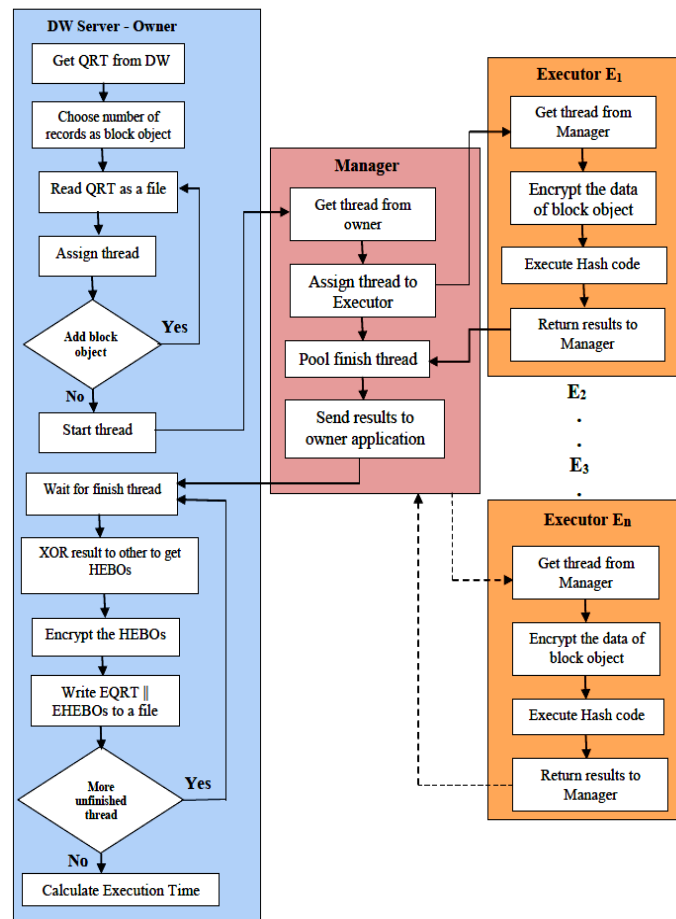 DW Server - Owner
Get QRT from DW
Choose number of
records as block object
Read QRT as a file
Assign thread
Add block
object
Yes
No
Start thread
Wait for finish thread
XOR result to other to get
HEBOs
Encrypt the HEBOs
Write EQRT ||
EHEBOs to a file
More
unfinished
thread
Yes
No
Calculate Execution Time
Manager
Get thread from
owner
Assign thread to
Executor
Pool finish thread
Send results to
owner application
Executor E1
Get thread from
Manager
Encrypt the data
of block object
Execute Hash code
Return results to
Manager
E2
.
.
E3
.
Executor En
Get thread from
Manager
Encrypt the data of
block object
Execute Hash code
Return results to
Manager